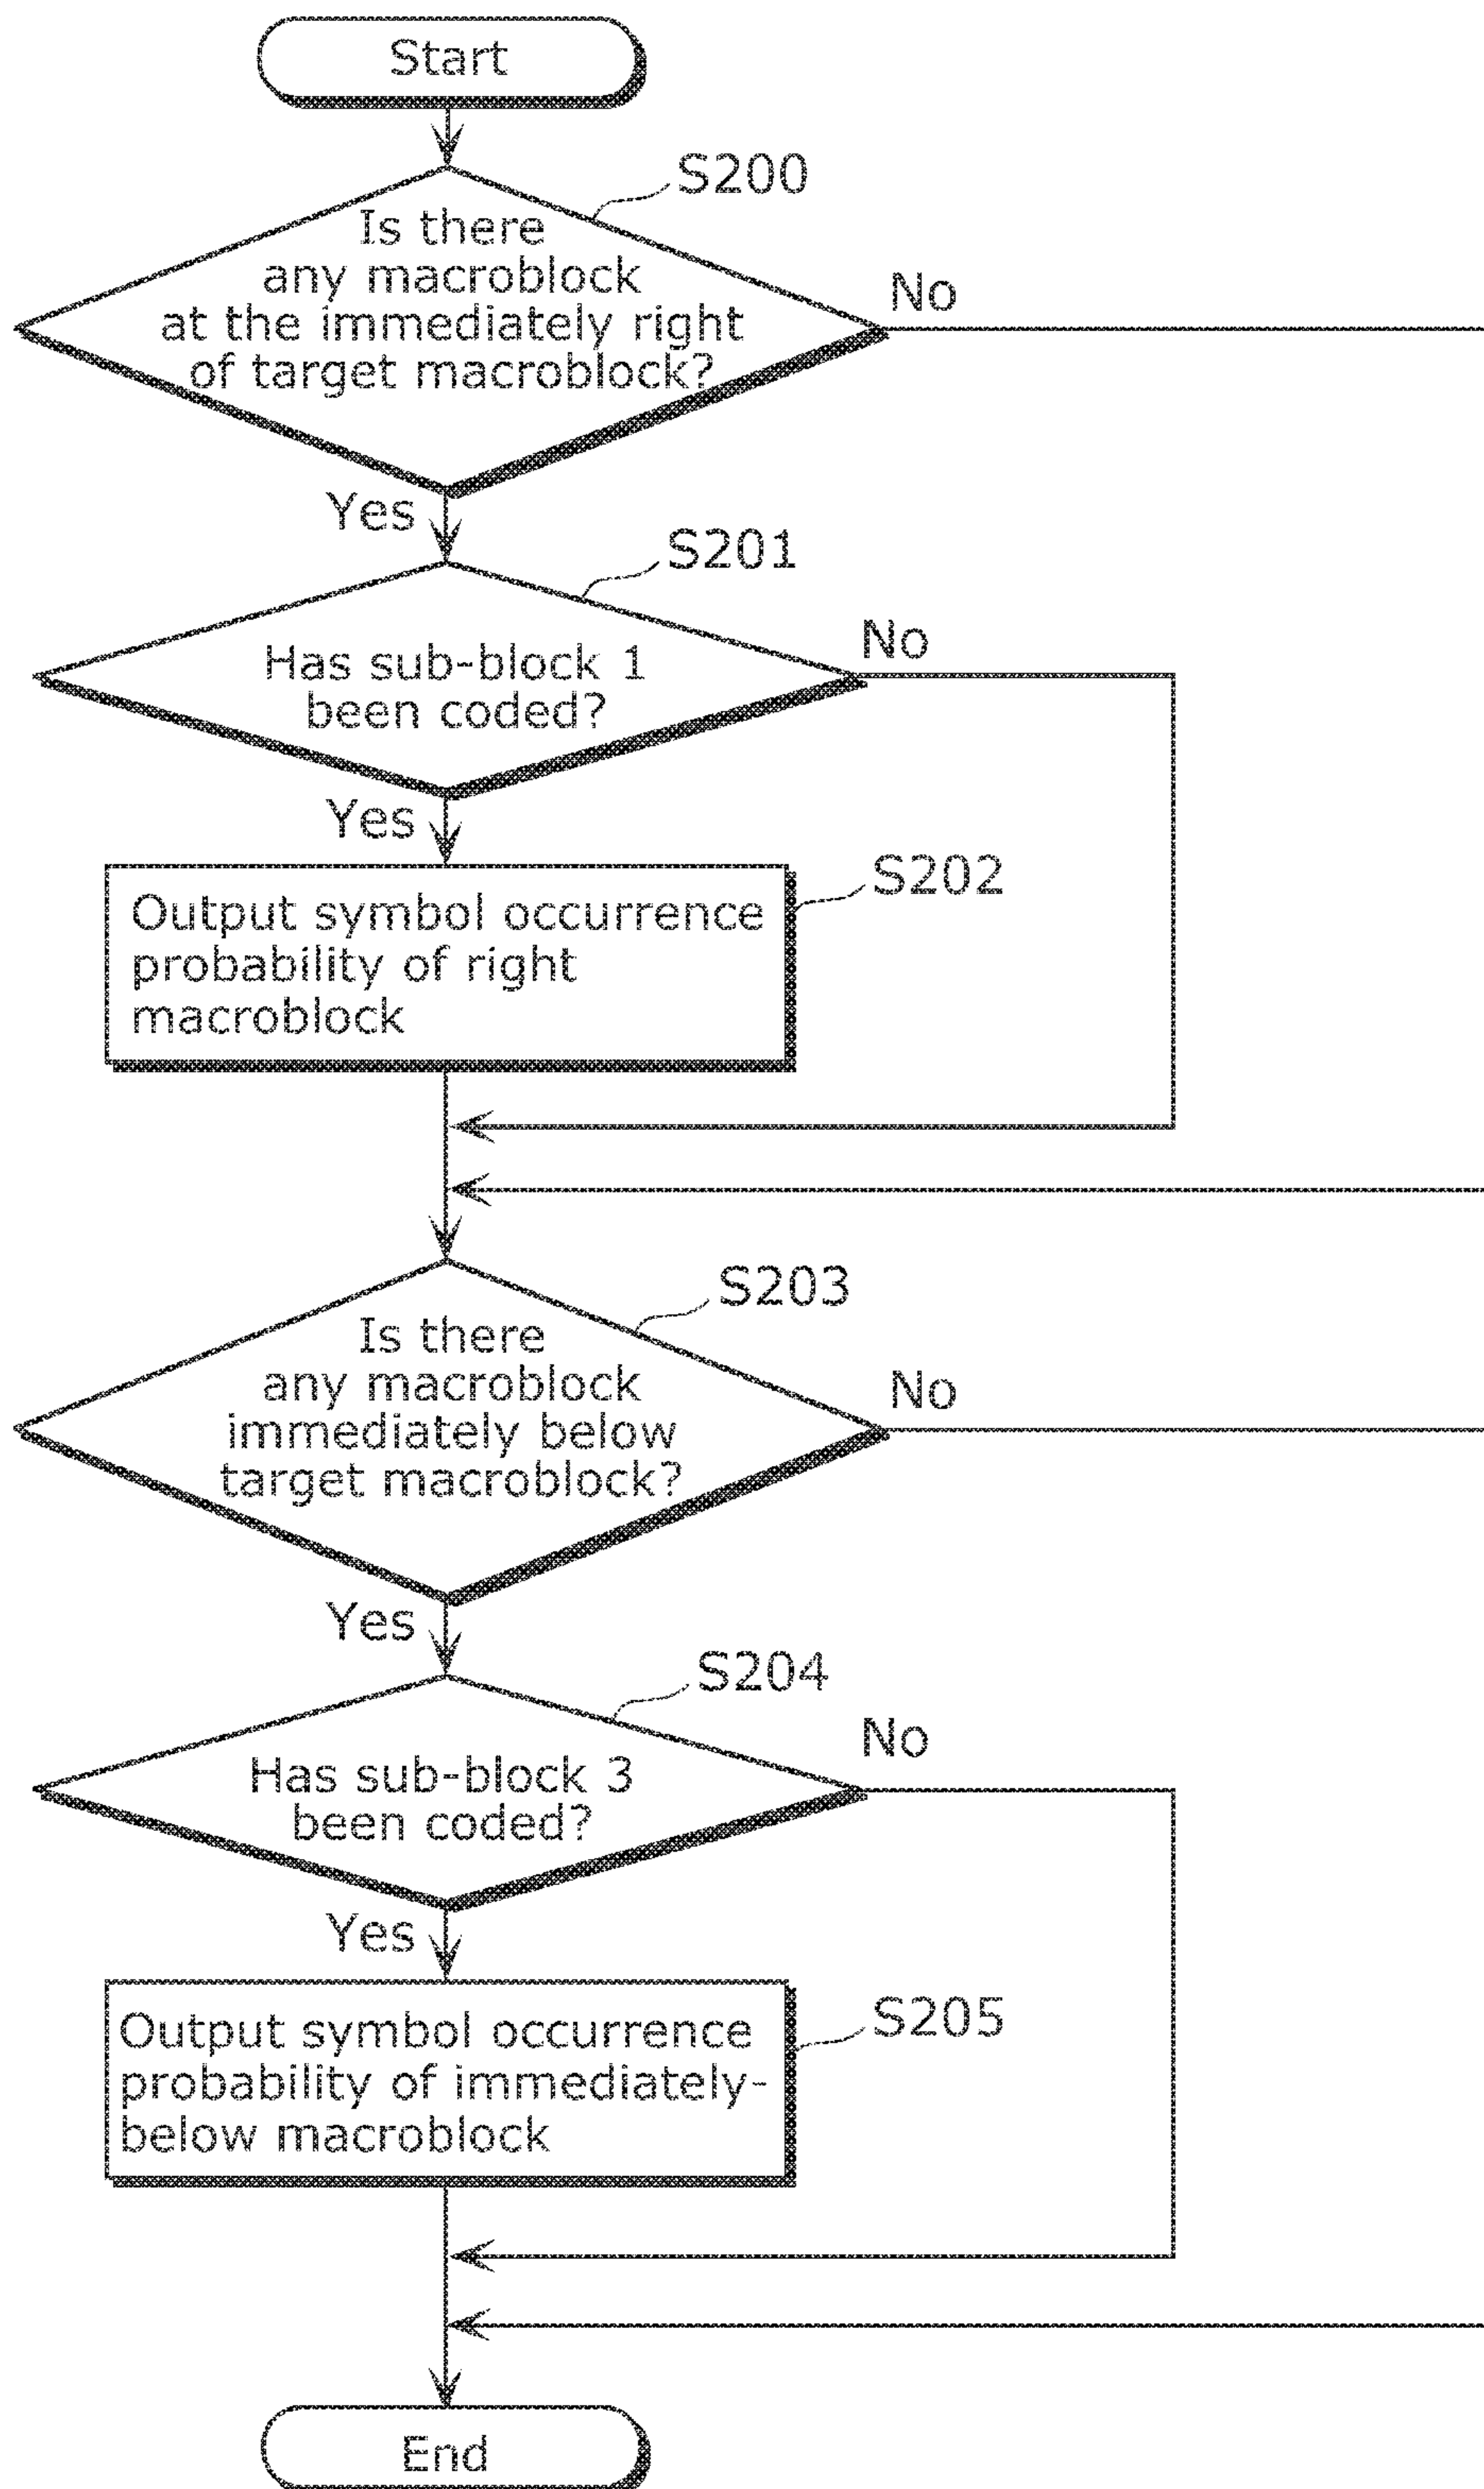 Start
S200
Is there
any macroblock
at the immediately right
of target macroblock?
No
Yes
S201
Has sub-block 1
been coded?
No
Yes
S202
Output symbol occurrence
probability of right
macroblock
S203
Is there
any macroblock
immediately below
target macroblock?
No
Yes
S204
Has sub-block 3
been coded?
No
Yes
S205
Output symbol occurrence
probability of immediately-
below macroblock
End